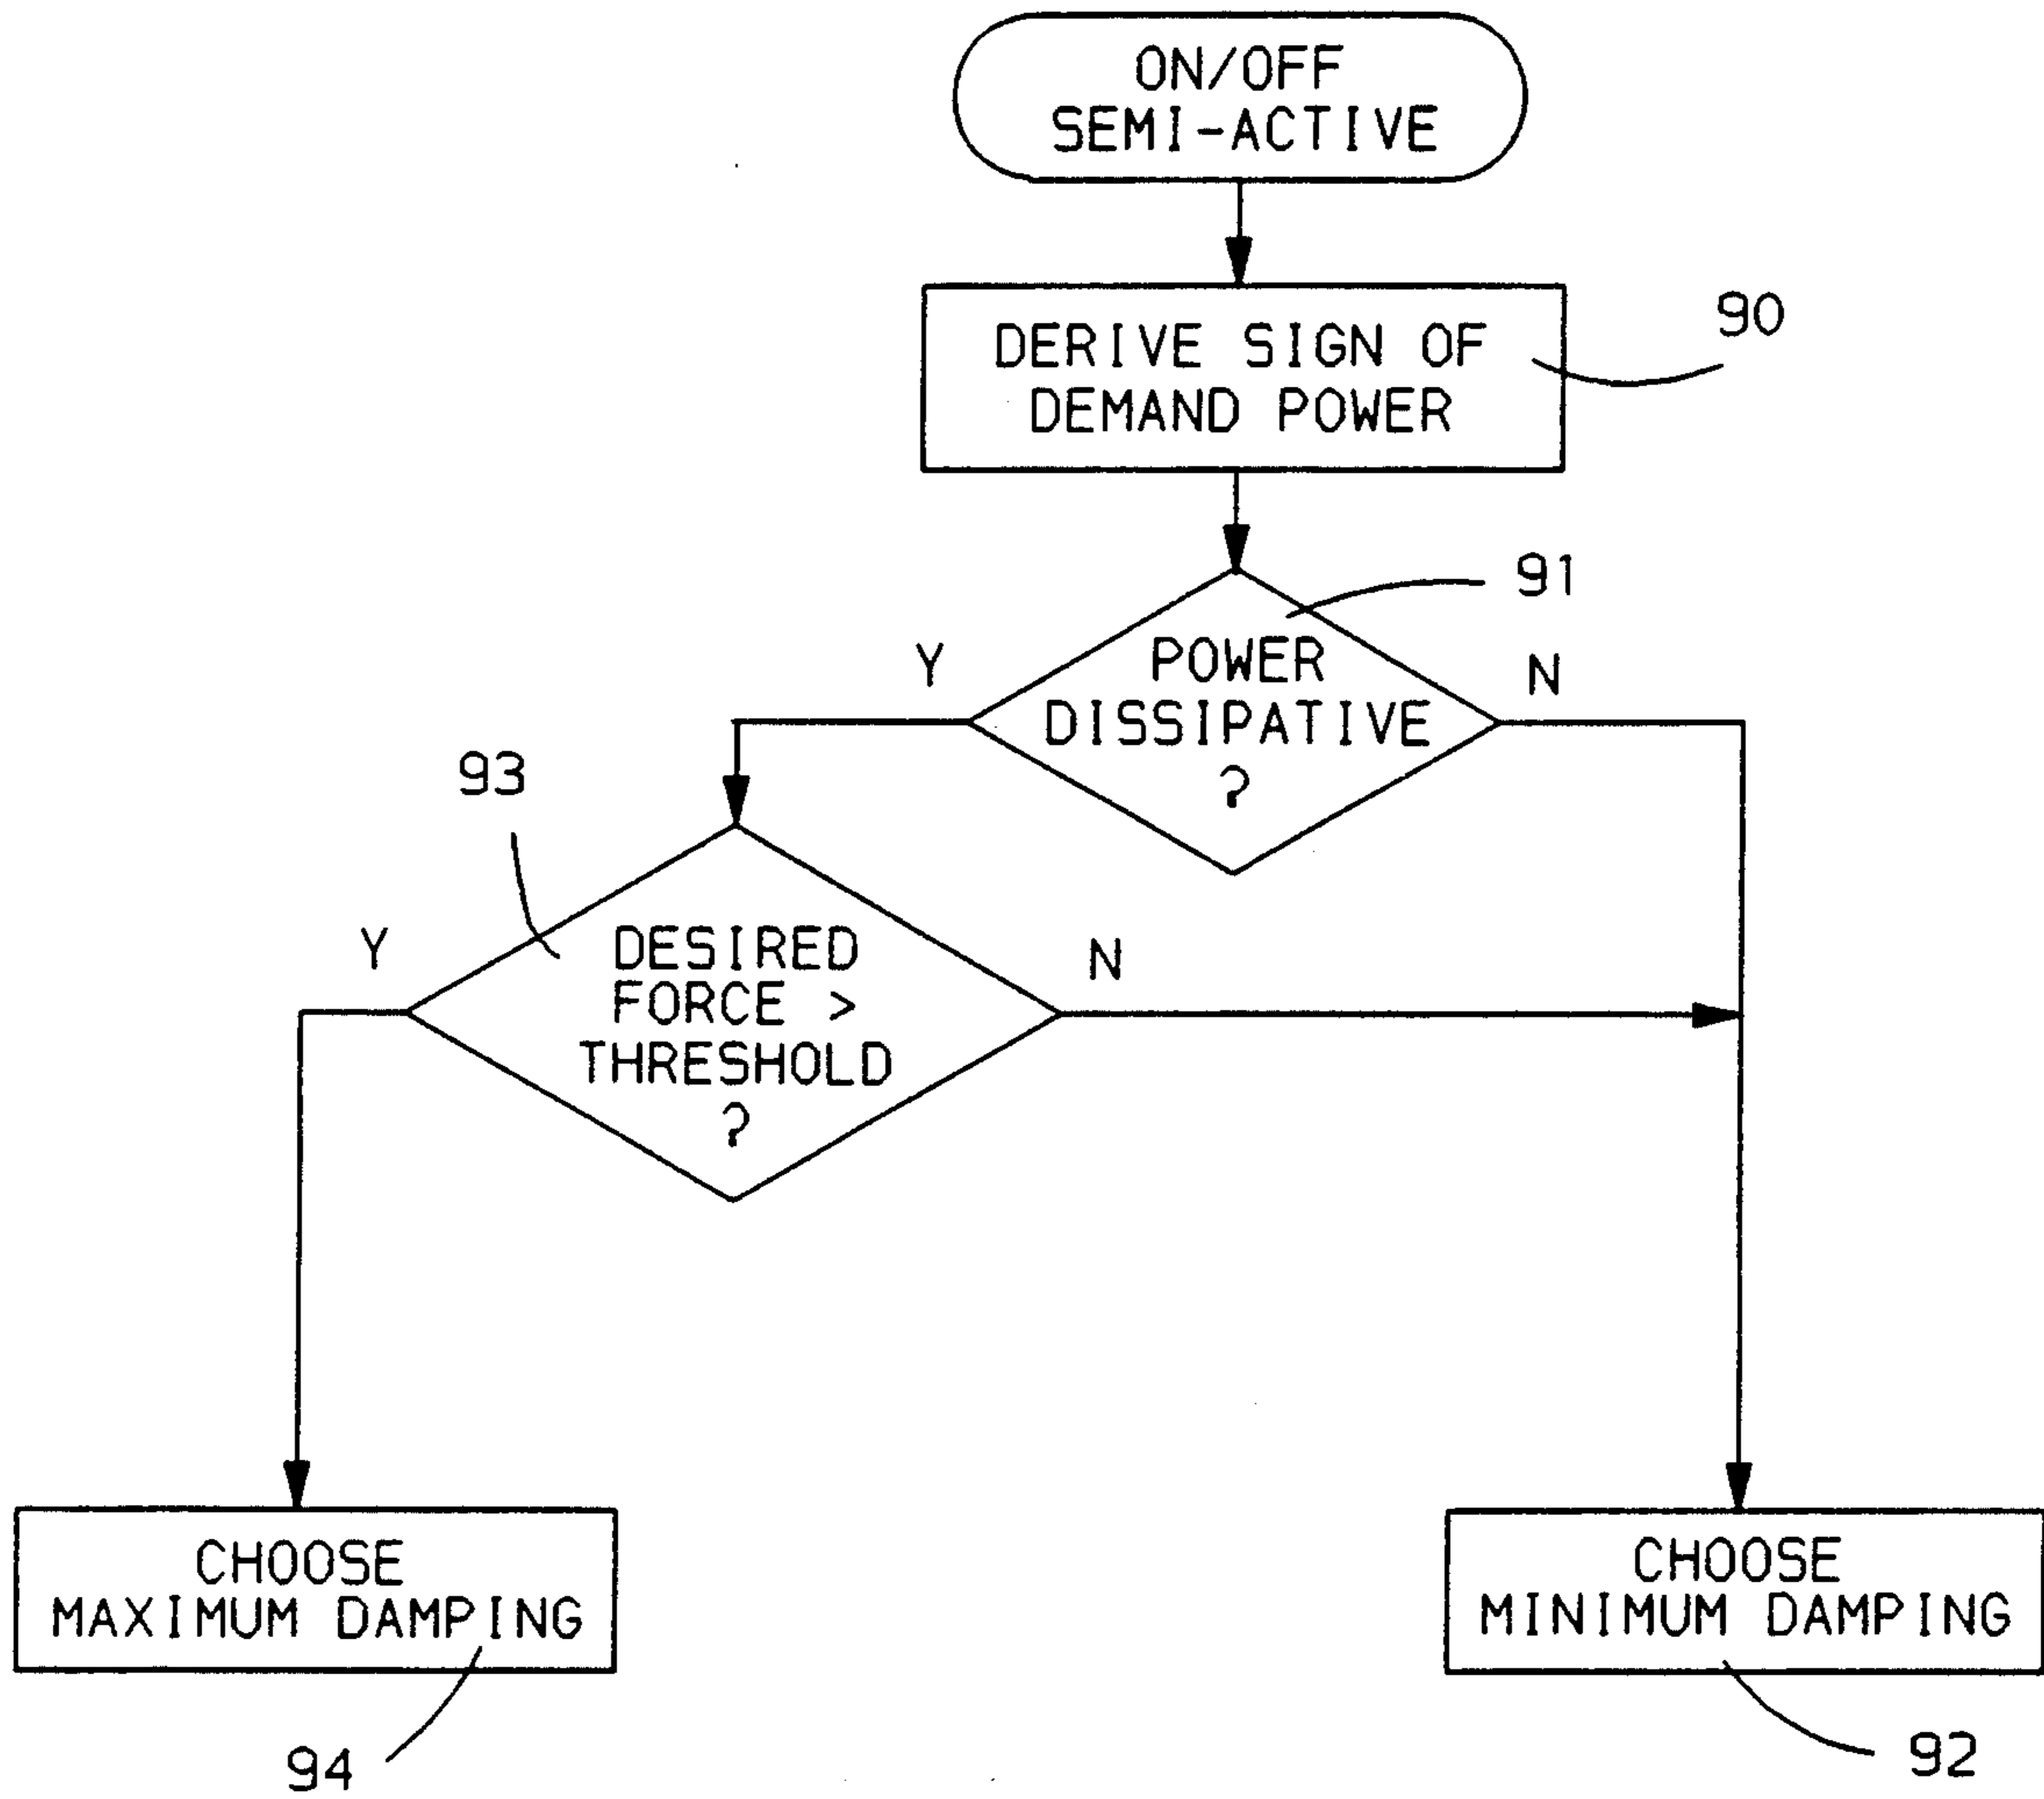 ON/OFF
SEMI-ACTIVE
DERIVE SIGN OF
DEMAND POWER
90
91
Y
POWER
DISSIPATIVE
?
N
93
Y
DESIRED
FORCE >
THRESHOLD
?
N
CHOOSE
MAXIMUM DAMPING
94
CHOOSE
MINIMUM DAMPING
92